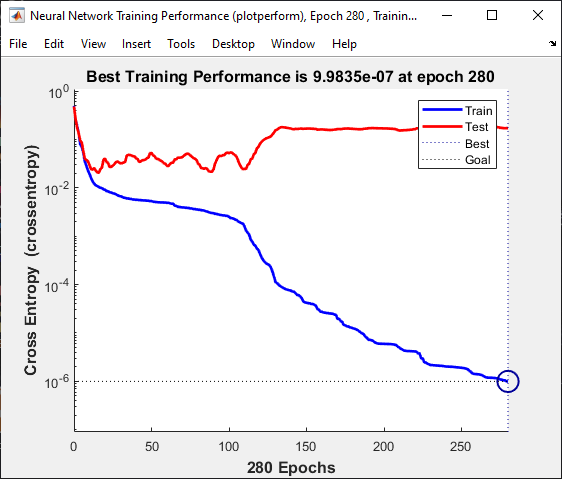 Neural Network Training Performance (plotperform), Epoch 280 , Trainin...
File Edit View Insert Tools Desktop Window Help
Best Training Performance is 9.9835e-07 at epoch 280
10^0
10^-2
10^-4
10^-6
Cross Entropy (crossentropy)
Train
Test
Best
Goal
0 50 100 150 200 250
280 Epochs